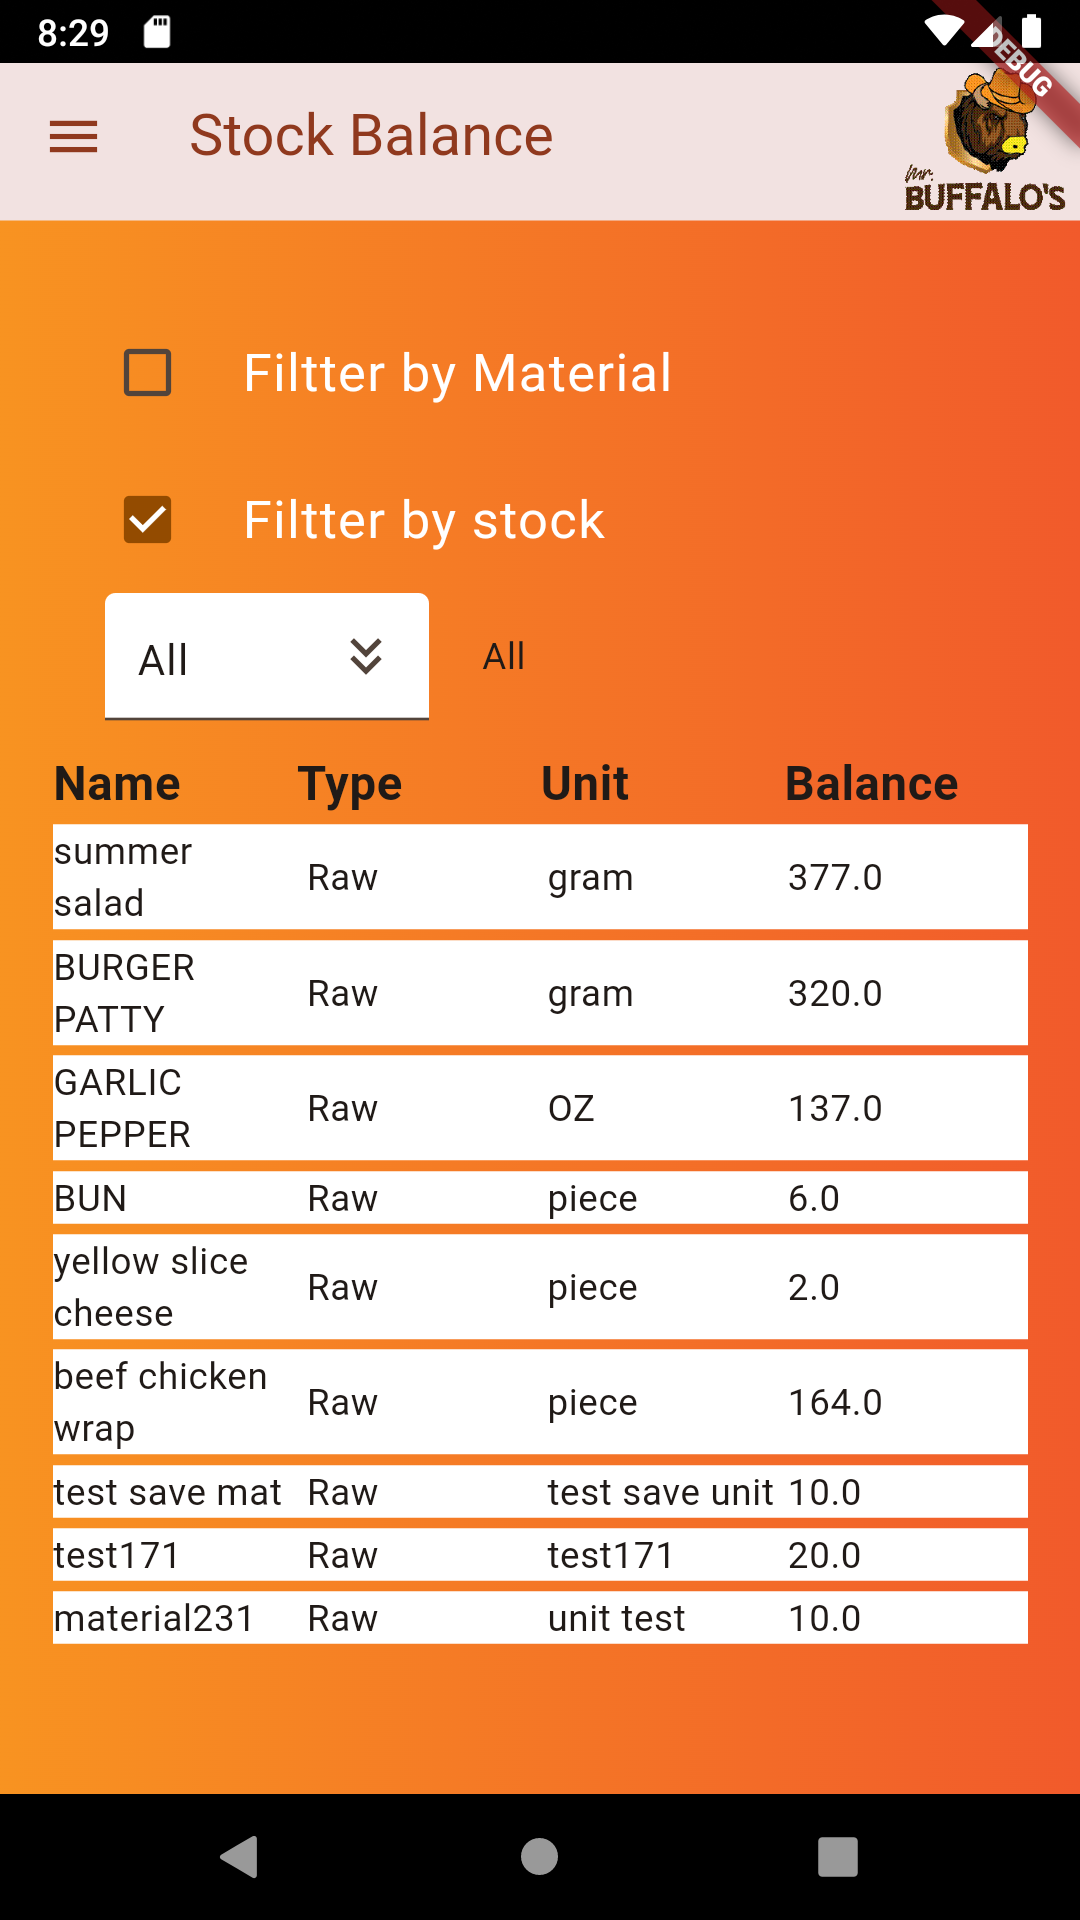 8:29
DEBUG
Stock Balance
Mr.
BUFFALO'S
Filtter by Material
Filtter by stock
All All
Name Type Unit Balance
summer
salad Raw gram 377.0
BURGER
PATTY Raw gram 320.0
GARLIC
PEPPER Raw OZ 137.0
BUN Raw piece 6.0
yellow slice
cheese Raw piece 2.0
beef chicken
wrap Raw piece 164.0
test save mat Raw test save unit 10.0
test171 Raw test171 20.0
material231 Raw unit test 10.0